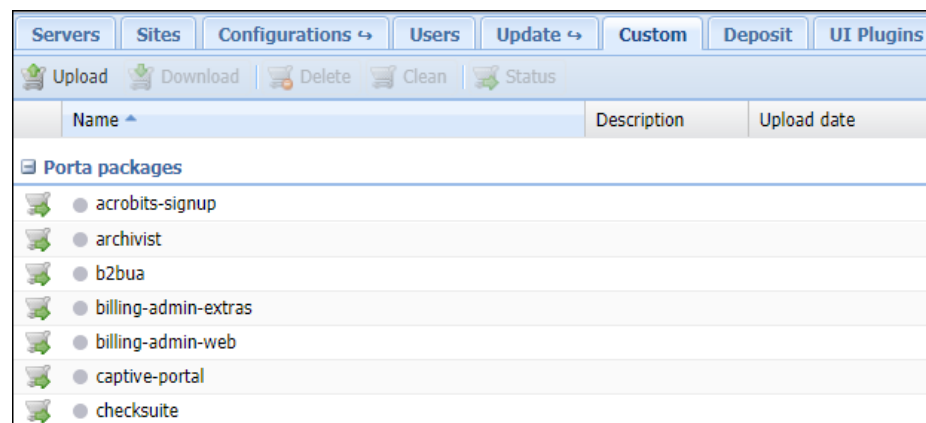 Servers Sites Configurations ↪ Users Update ↪ Custom Deposit UI Plugins
Upload Download Delete Clean Status
Name Description Upload date
Porta packages
acrobits-signup
archivist
b2bua
billing-admin-extras
billing-admin-web
captive-portal
checksuite